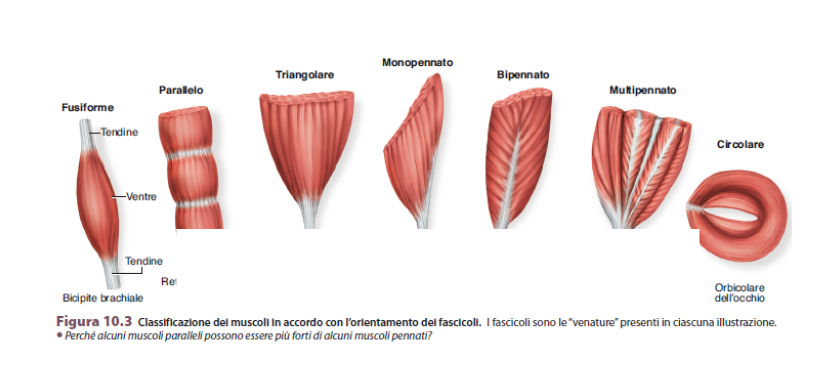 Fusiforme
Tendine
Ventre
Tendine
Bicipite brachiale
Parallelo
Triangolare
Monopennato
Bipennato
Multipennato
Circolare
Orbicolare
dell'occhio
Figura 10.3 Classificazione dei muscoli in accordo con l'orientamento dei fascicoli. I fascicoli sono le "venature" presenti in ciascuna illustrazione.
• Perché alcuni muscoli paralleli possono essere più forti di alcuni muscoli pennati?